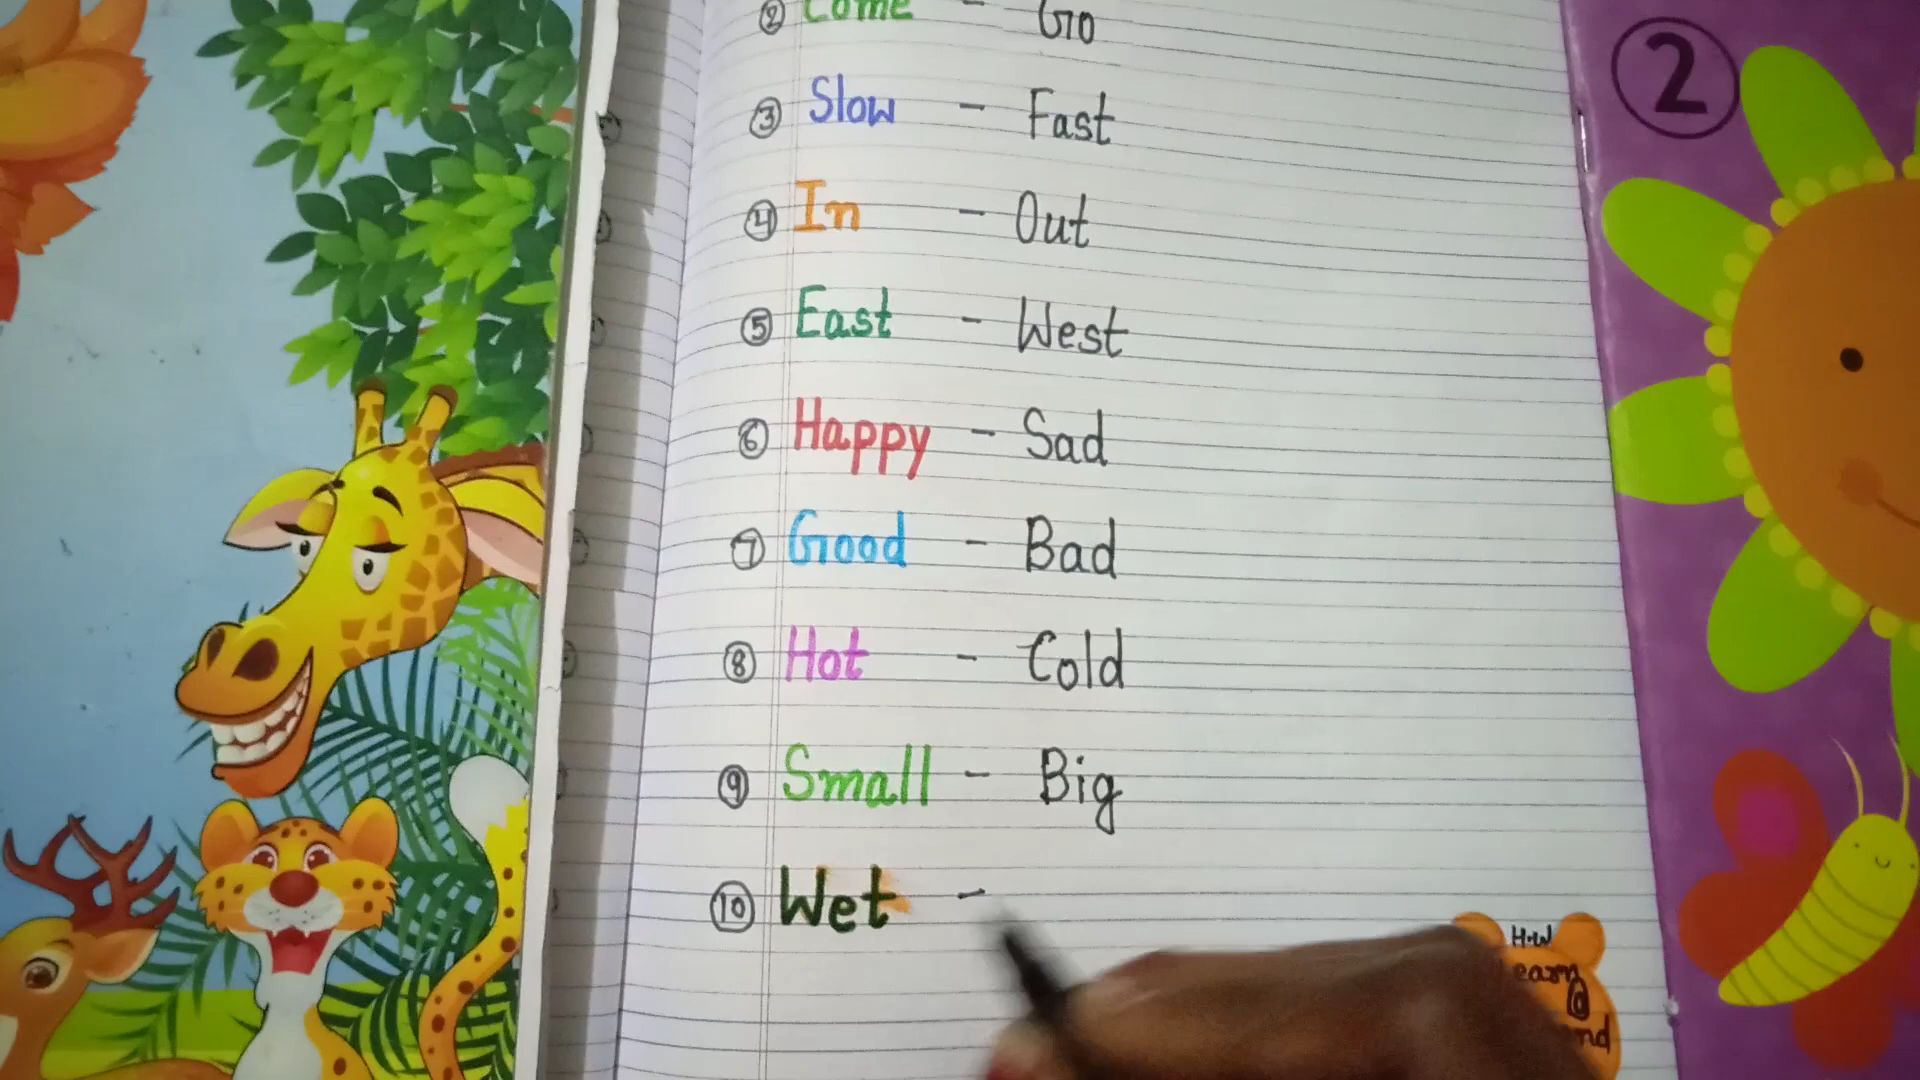 ② Come - Go
③ Slow - Fast
④ In - Out
⑤ East - West
⑥ Happy - Sad
⑦ Good - Bad
⑧ Hot - Cold
⑨ Small - Big
⑩ Wet -
2
H.W